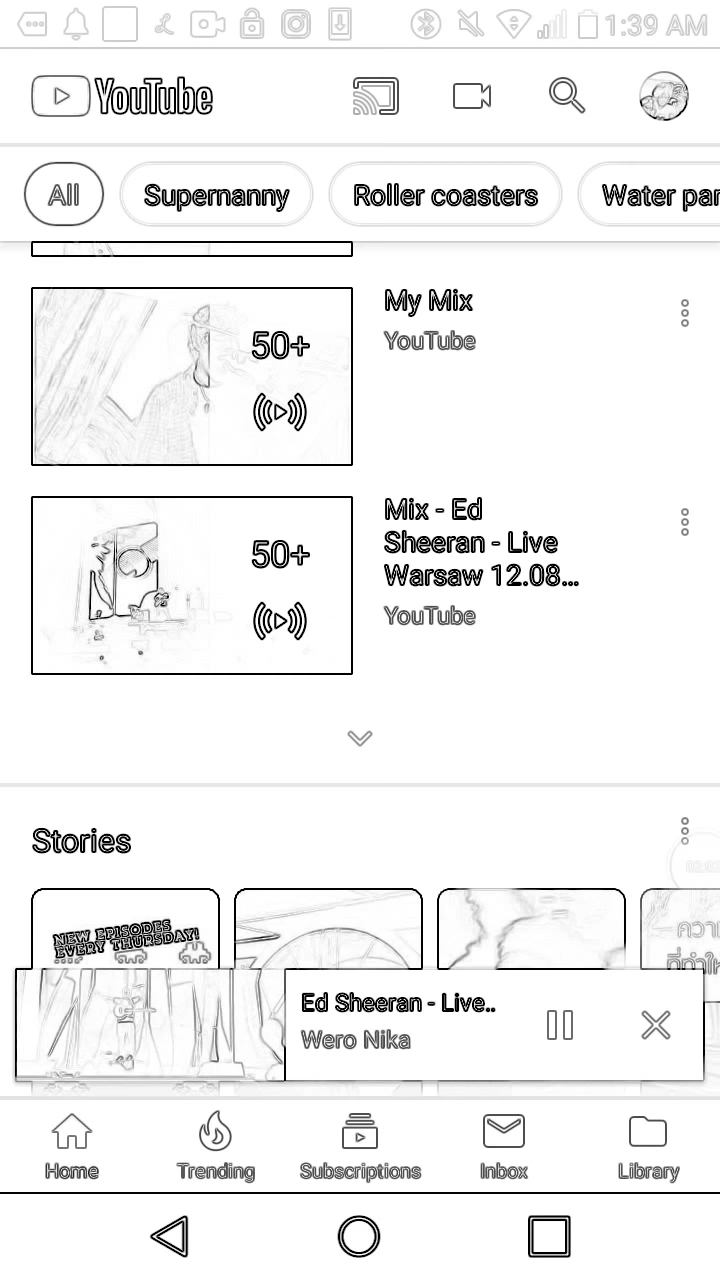 1:39 AM
YouTube
All
Supernanny
Roller coasters
Water par
50+
My Mix
YouTube
50+
Mix - Ed
Sheeran - Live
Warsaw 12.08...
YouTube
Stories
NEW EPISODES
EVERY THURSDAY!
Ed Sheeran - Live..
Wero Nika
Home
Trending
Subscriptions
Inbox
Library